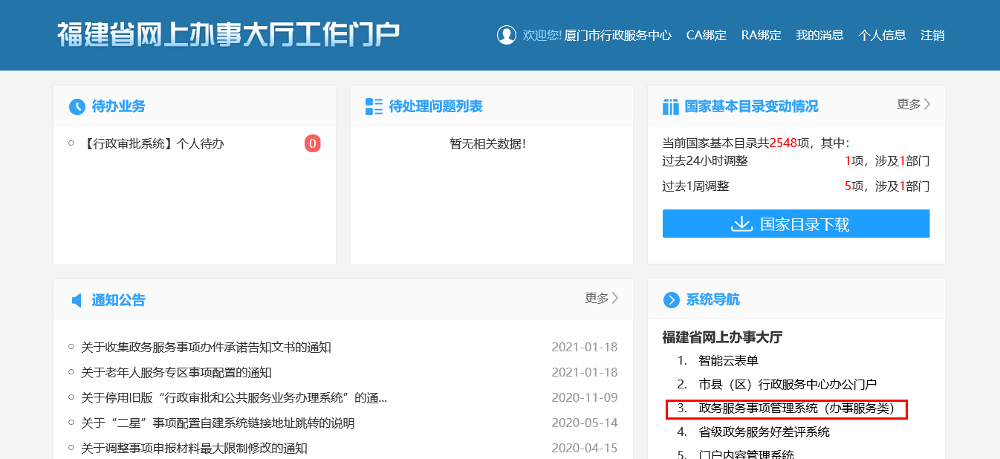 福建省网上办事大厅工作门户
欢迎您! 厦门市行政服务中心 CA绑定 RA绑定 我的消息 个人信息 注销
待办业务
【行政审批系统】个人待办 0
待处理问题列表
暂无相关数据!
国家基本目录变动情况 更多
当前国家基本目录共2548项，其中：
过去24小时调整 1项，涉及1部门
过去1周调整 5项，涉及1部门
国家目录下载
通知公告 更多
关于收集政务服务事项办件承诺告知文书的通知 2021-01-18
关于老年人服务专区事项配置的通知 2021-01-18
关于停用旧版“行政审批和公共服务业务办理系统”的通... 2020-11-09
关于“二星”事项配置自建系统链接地址跳转的说明 2020-05-14
关于调整事项申报材料最大限制修改的通知 2020-04-15
系统导航
福建省网上办事大厅
1. 智能云表单
2. 市县（区）行政服务中心办公门户
3. 政务服务事项管理系统（办事服务类）
4. 省级政务服务好差评系统
5. 门户内容管理系统